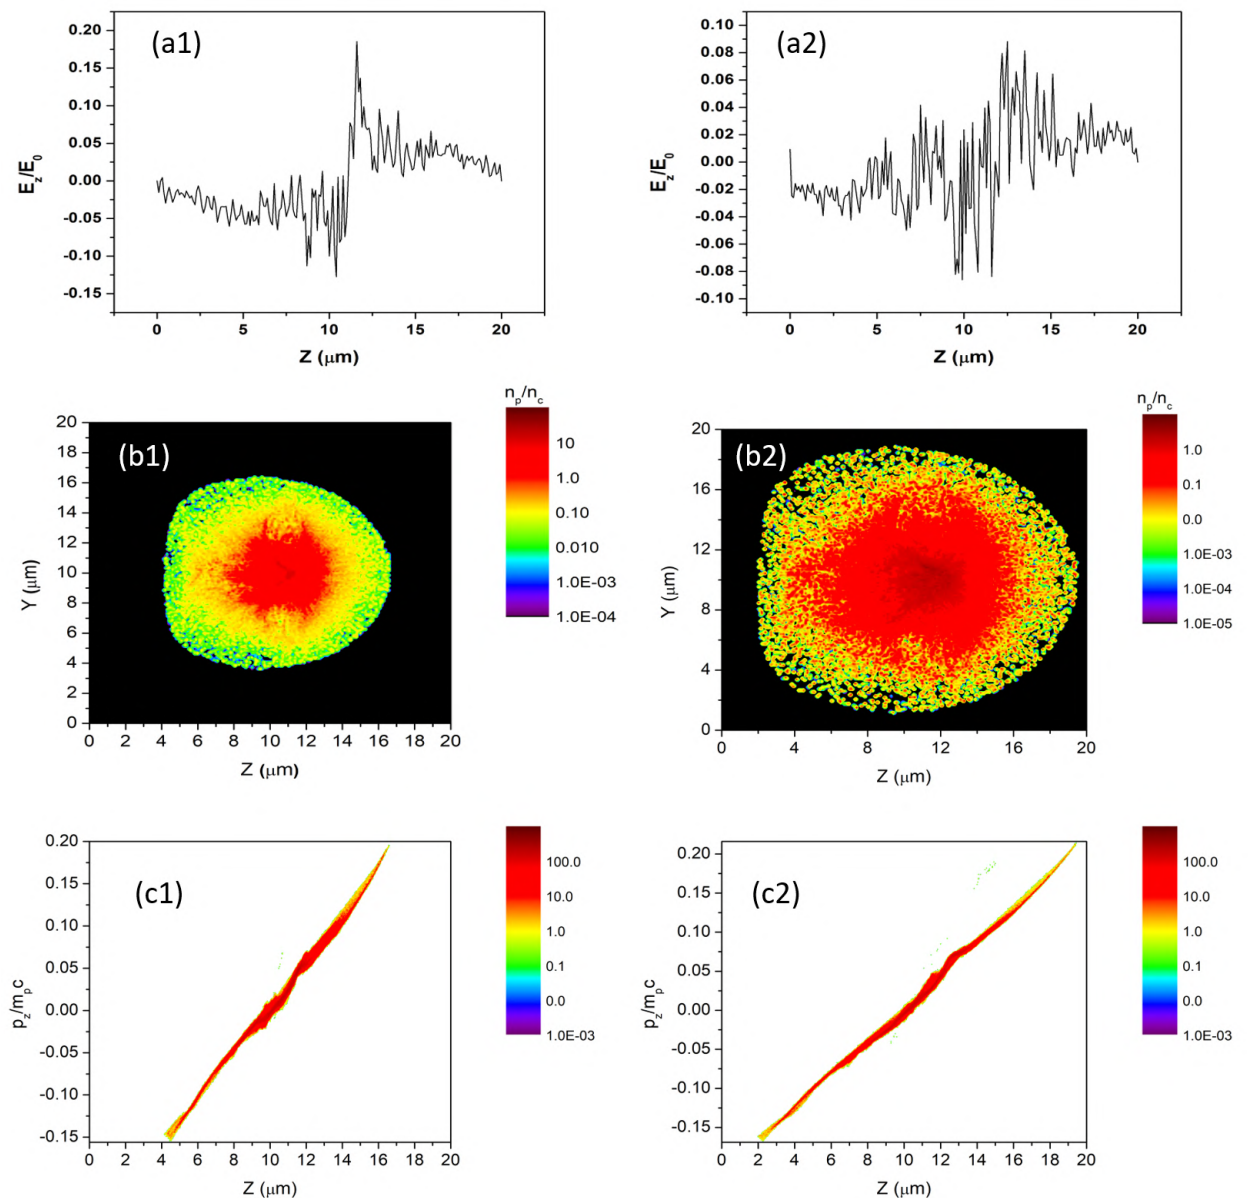 (a1)
0.20
0.15
0.10
0.05
0.00
-0.05
-0.10
-0.15
E_z/E_0
0 5 10 15 20
Z (μm)
(a2)
0.10
0.08
0.06
0.04
0.02
0.00
-0.02
-0.04
-0.06
-0.08
-0.10
E_z/E_0
0 5 10 15 20
Z (μm)
(b1)
20
18
16
14
12
10
8
6
4
2
0
Y (μm)
0 2 4 6 8 10 12 14 16 18 20
Z (μm)
n_p/n_c
10
1.0
0.10
0.010
1.0E-03
1.0E-04
(b2)
20
16
12
8
4
0
Y (μm)
0 4 8 12 16 20
Z (μm)
n_p/n_c
1.0
0.1
0.0
1.0E-03
1.0E-04
1.0E-05
(c1)
0.20
0.15
0.10
0.05
0.00
-0.05
-0.10
-0.15
p_z/m_pc
0 2 4 6 8 10 12 14 16 18 20
Z (μm)
100.0
10.0
1.0
0.1
0.0
1.0E-03
(c2)
0.20
0.15
0.10
0.05
0.00
-0.05
-0.10
-0.15
p_z/m_pc
0 2 4 6 8 10 12 14 16 18 20
Z (μm)
100.0
10.0
1.0
0.1
0.0
1.0E-03